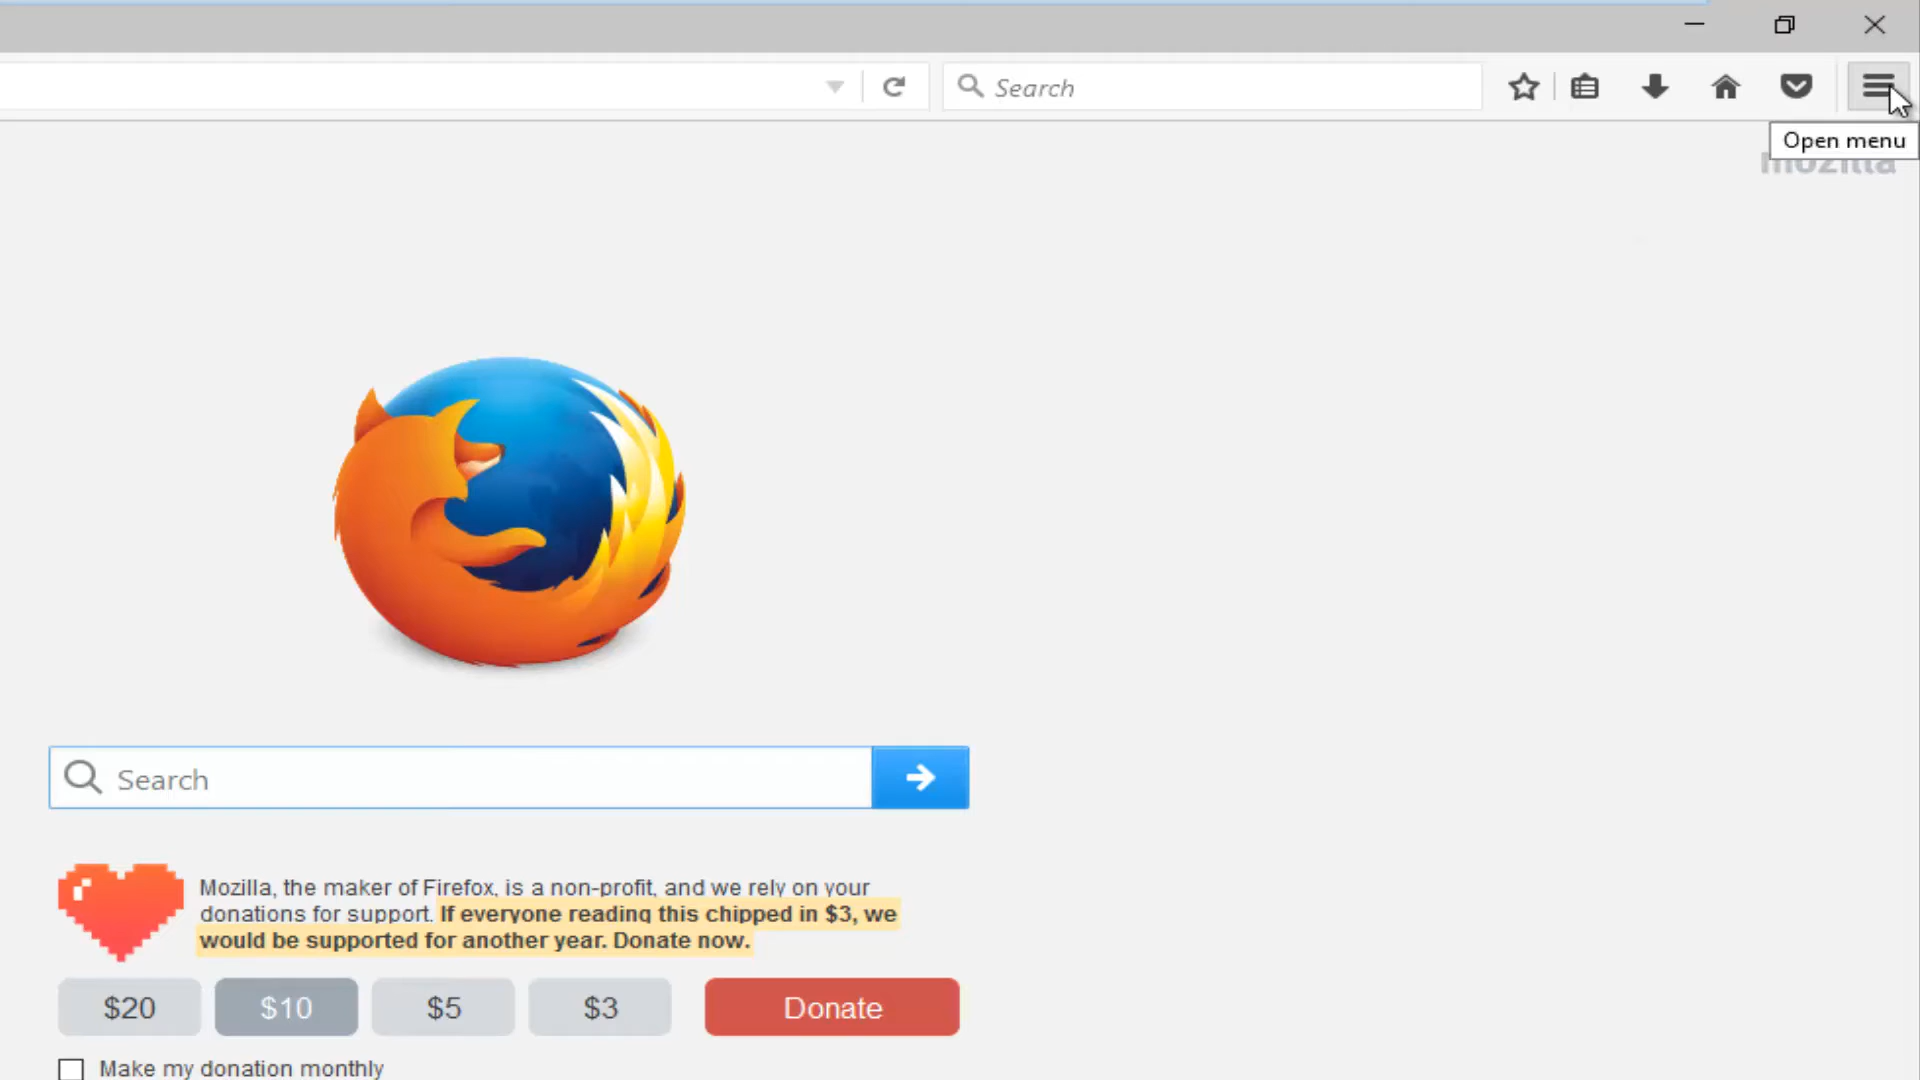 Search
Open menu
mozilla
Search
Mozilla, the maker of Firefox, is a non-profit, and we rely on your
donations for support. If everyone reading this chipped in $3, we
would be supported for another year. Donate now.
$20 $10 $5 $3 Donate
Make my donation monthly